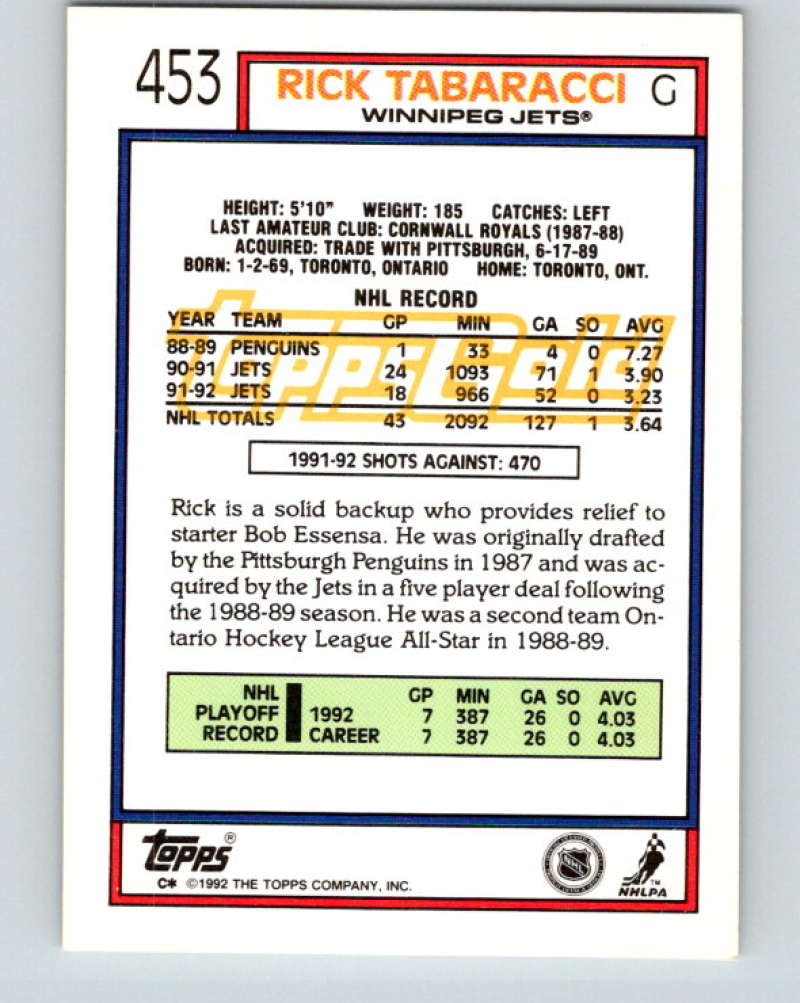 453
RICK TABARACCI G
WINNIPEG JETS®
HEIGHT: 5'10" WEIGHT: 185 CATCHES: LEFT
LAST AMATEUR CLUB: CORNWALL ROYALS (1987-88)
ACQUIRED: TRADE WITH PITTSBURGH, 6-17-89
BORN: 1-2-69, TORONTO, ONTARIO HOME: TORONTO, ONT.
NHL RECORD
YEAR TEAM GP MIN GA SO AVG
88-89 PENGUINS 1 33 4 0 7.27
90-91 JETS 24 1093 71 1 3.90
91-92 JETS 18 966 52 0 3.23
NHL TOTALS 43 2092 127 1 3.64
ToppsGold
1991-92 SHOTS AGAINST: 470
Rick is a solid backup who provides relief to
starter Bob Essensa. He was originally drafted
by the Pittsburgh Penguins in 1987 and was ac-
quired by the Jets in a five player deal following
the 1988-89 season. He was a second team On-
tario Hockey League All-Star in 1988-89.
NHL GP MIN GA SO AVG
PLAYOFF 1992 7 387 26 0 4.03
RECORD CAREER 7 387 26 0 4.03
TOPPS®
C* ©1992 THE TOPPS COMPANY, INC.
NHL
™
NHLPA